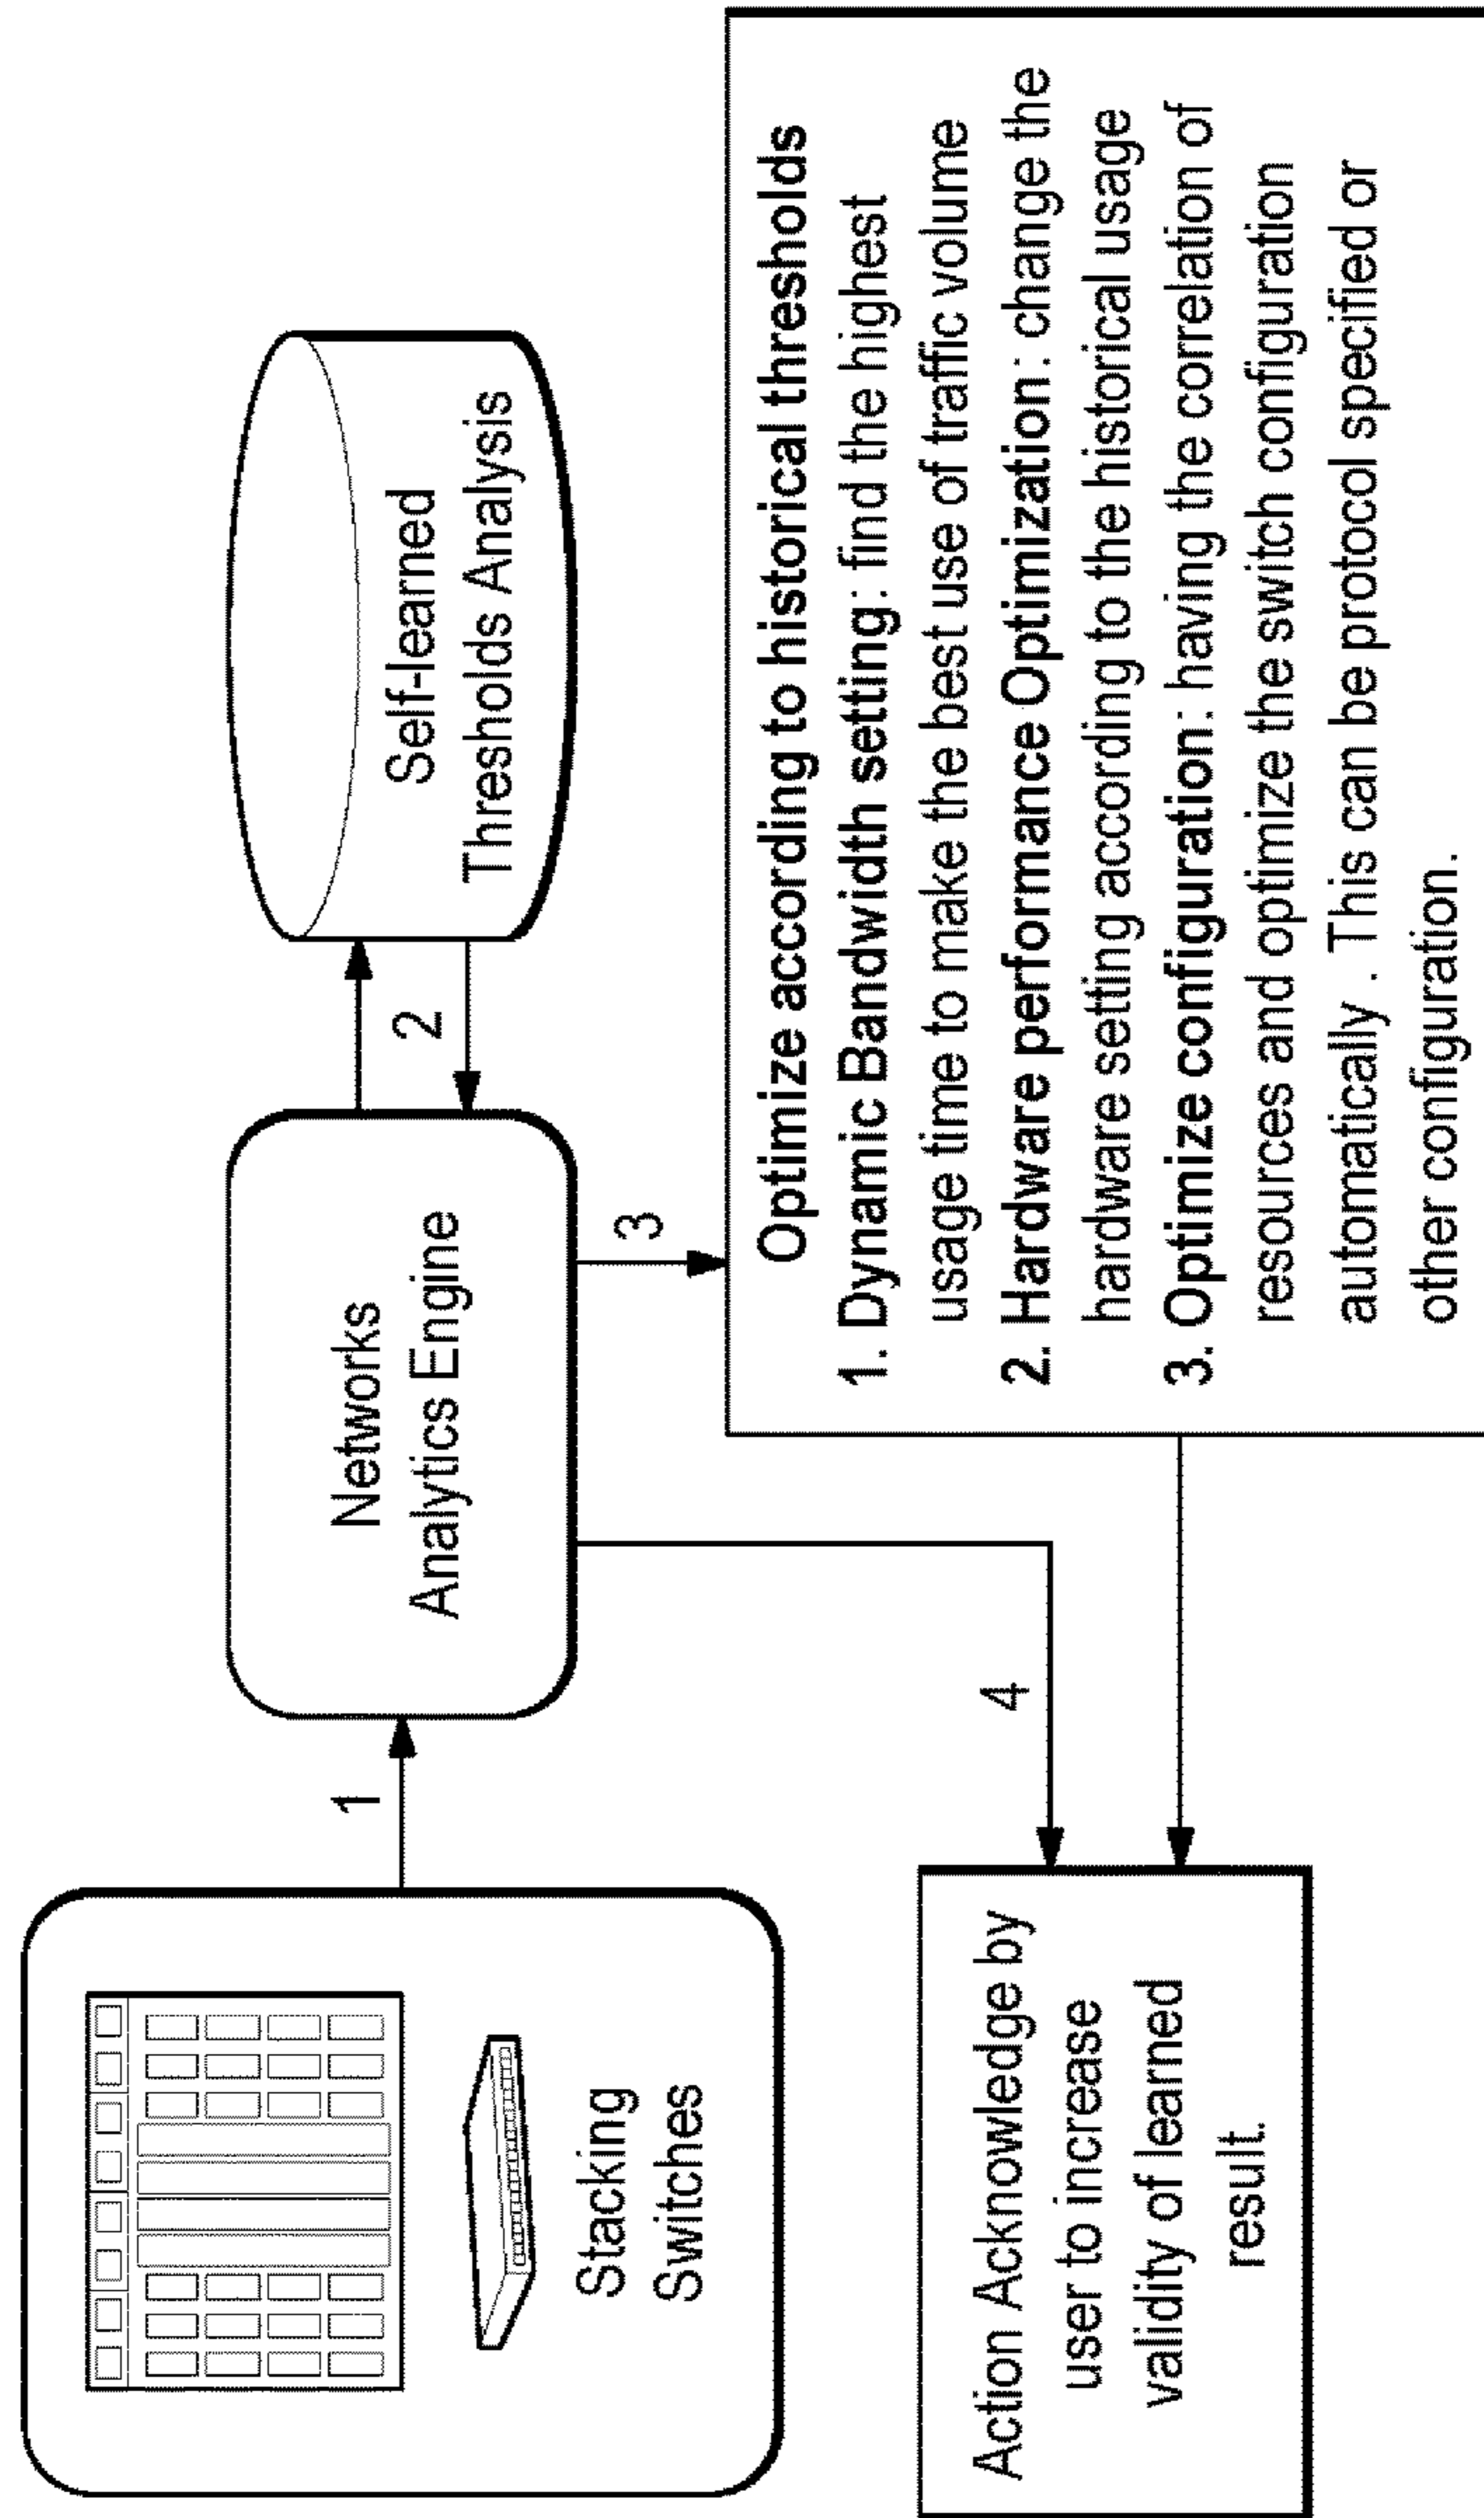 Stacking
Switches
1
Networks
Analytics Engine
2
Self-learned
Thresholds Analysis
3
4
Action Acknowledge by
user to increase
validity of learned
result.
Optimize according to historical thresholds
1. Dynamic Bandwidth setting: find the highest
usage time to make the best use of traffic volume
2. Hardware performance Optimization: change the
hardware setting according to the historical usage
3. Optimize configuration: having the correlation of
resources and optimize the switch configuration
automatically . This can be protocol specified or
other configuration.